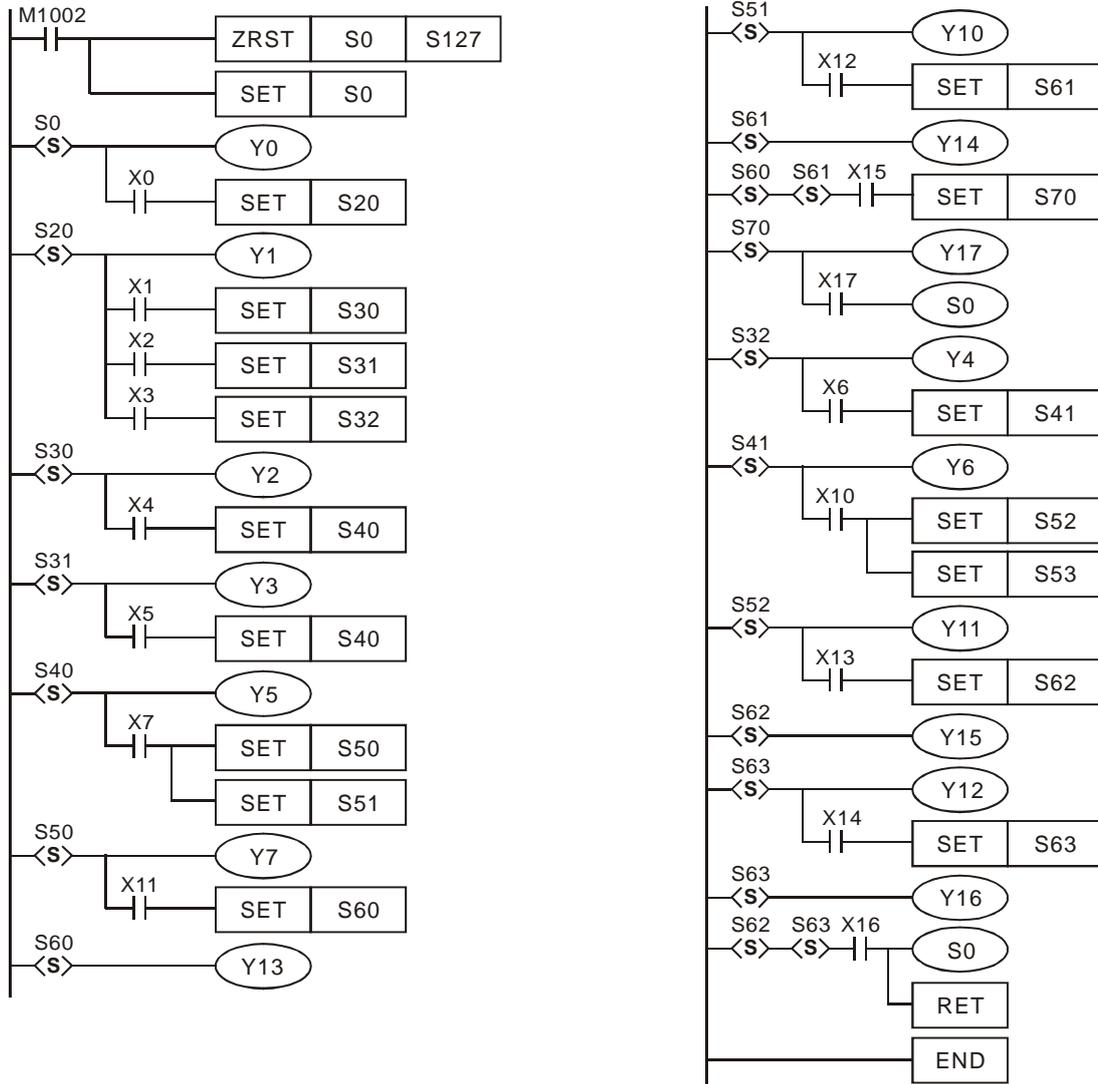 M1002
ZRST S0 S127
SET S0
S0
S Y0
X0
SET S20
S20
S Y1
X1
SET S30
X2
SET S31
X3
SET S32
S30
S Y2
X4
SET S40
S31
S Y3
X5
SET S40
S40
S Y5
X7
SET S50
SET S51
S50
S Y7
X11
SET S60
S60
S Y13
S51
S Y10
X12
SET S61
S61
S Y14
S60 S61 X15
S S SET S70
S70
S Y17
X17
S0
S32
S Y4
X6
SET S41
S41
S Y6
X10
SET S52
SET S53
S52
S Y11
X13
SET S62
S62
S Y15
S63
S Y12
X14
SET S63
S63
S Y16
S62 S63 X16
S S S0
RET
END